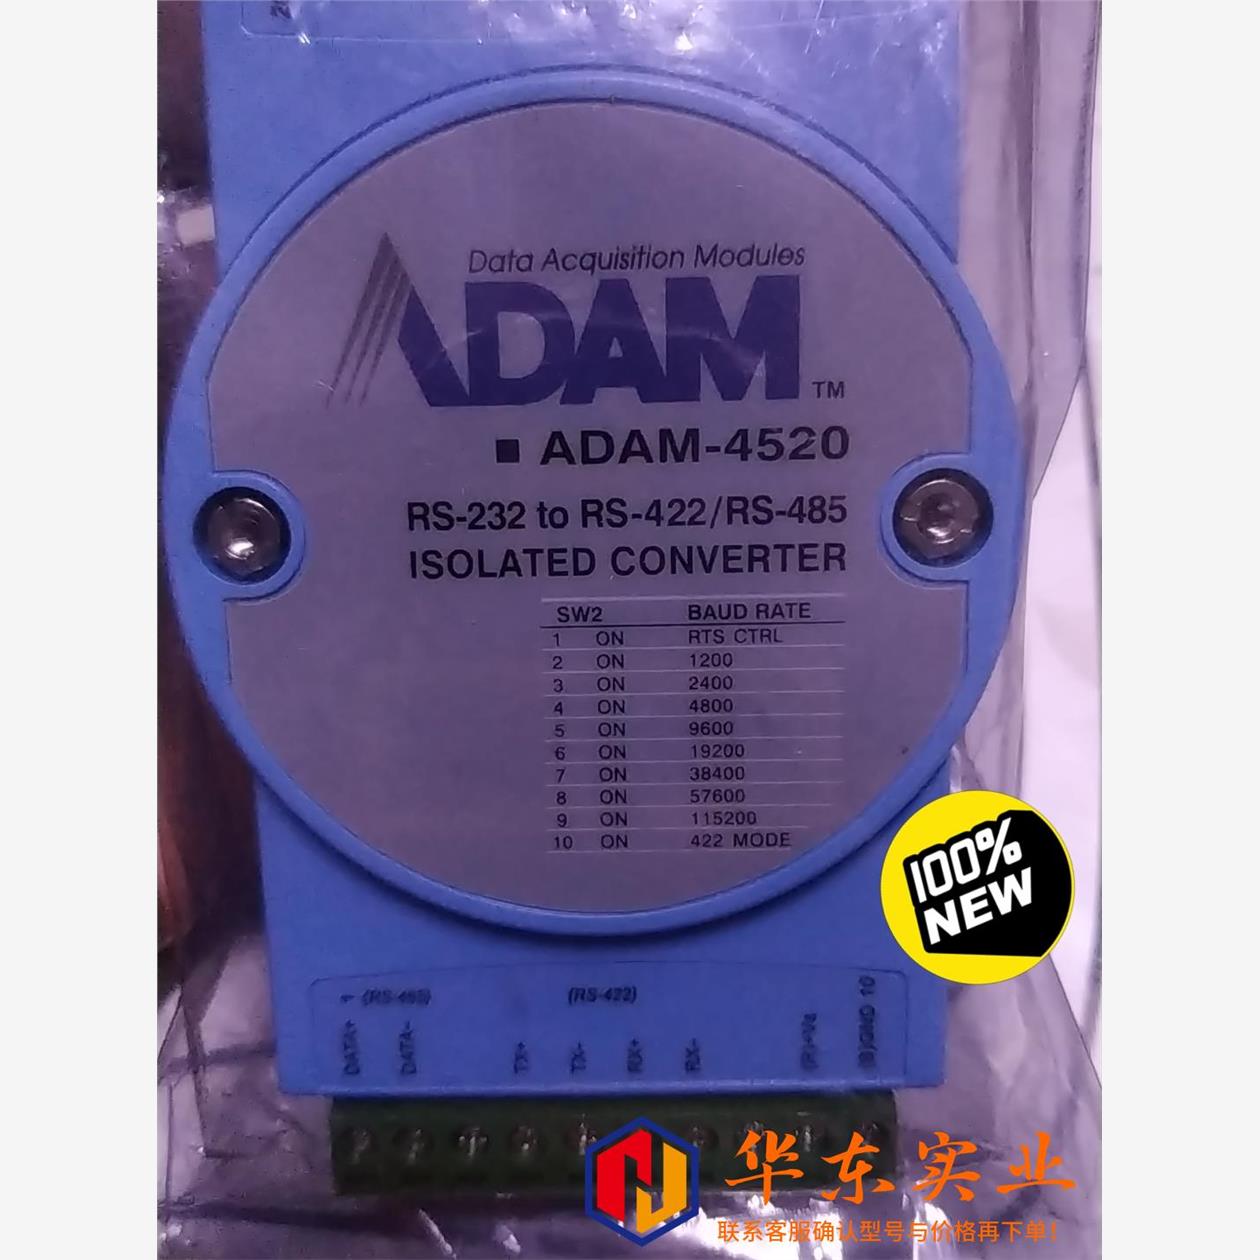 Data Acquisition Modules
ADAM TM
■ ADAM-4520
RS-232 to RS-422/RS-485
ISOLATED CONVERTER
SW2 BAUD RATE
1 ON RTS CTRL
2 ON 1200
3 ON 2400
4 ON 4800
5 ON 9600
6 ON 19200
7 ON 38400
8 ON 57600
9 ON 115200
10 ON 422 MODE
100%
NEW
1 (RS-485) (RS-422)
DATA+ DATA- TX+ TX- RX+ RX- (R)+Vs (B)GND 10
华东实业
联系客服确认型号与价格再下单!